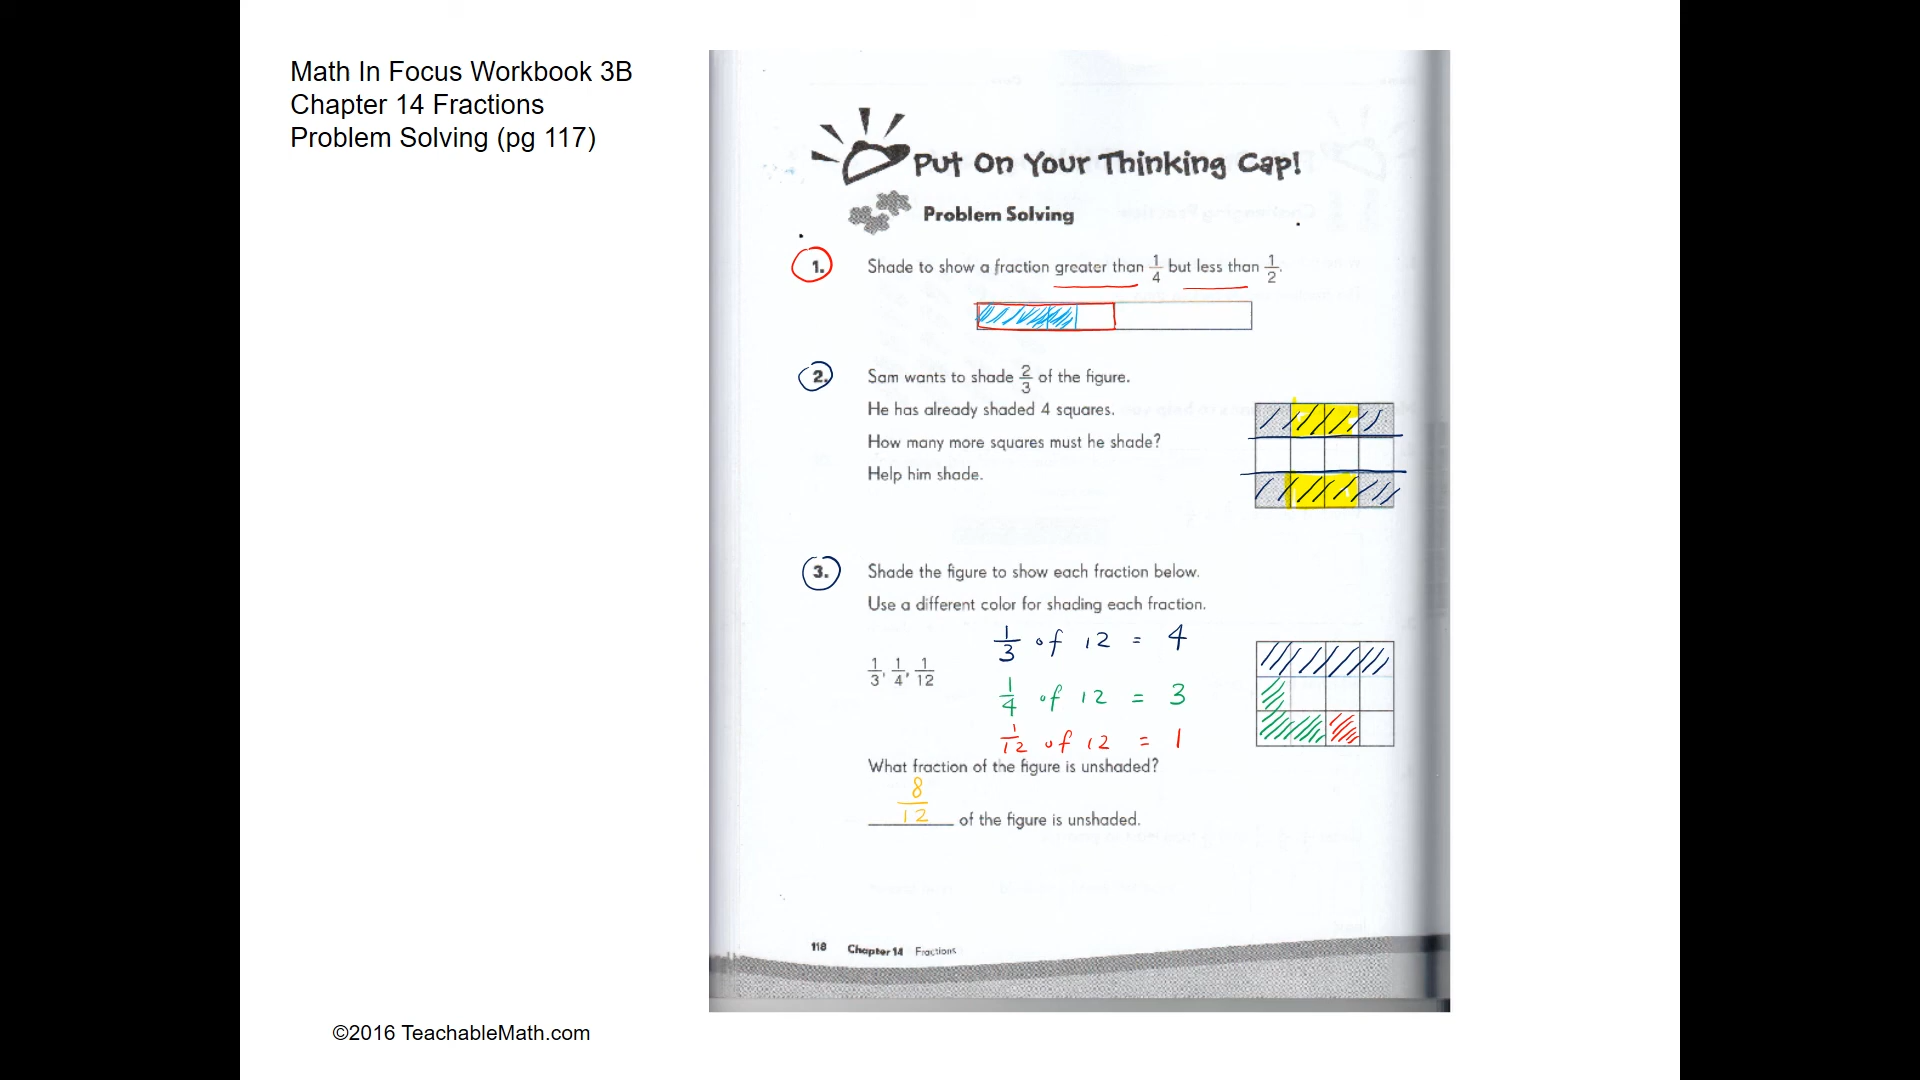 Math In Focus Workbook 3B
Chapter 14 Fractions
Problem Solving (pg 117)
Put On Your Thinking Cap!
Problem Solving
1. Shade to show a fraction greater than 1/4 but less than 1/2.
2. Sam wants to shade 2/3 of the figure.
He has already shaded 4 squares.
How many more squares must he shade?
Help him shade.
3. Shade the figure to show each fraction below.
Use a different color for shading each fraction.
1/3 of 12 = 4
1/3, 1/4, 1/12
1/4 of 12 = 3
1/12 of 12 = 1
What fraction of the figure is unshaded?
8/12 of the figure is unshaded.
118 Chapter 14 Fractions
©2016 TeachableMath.com